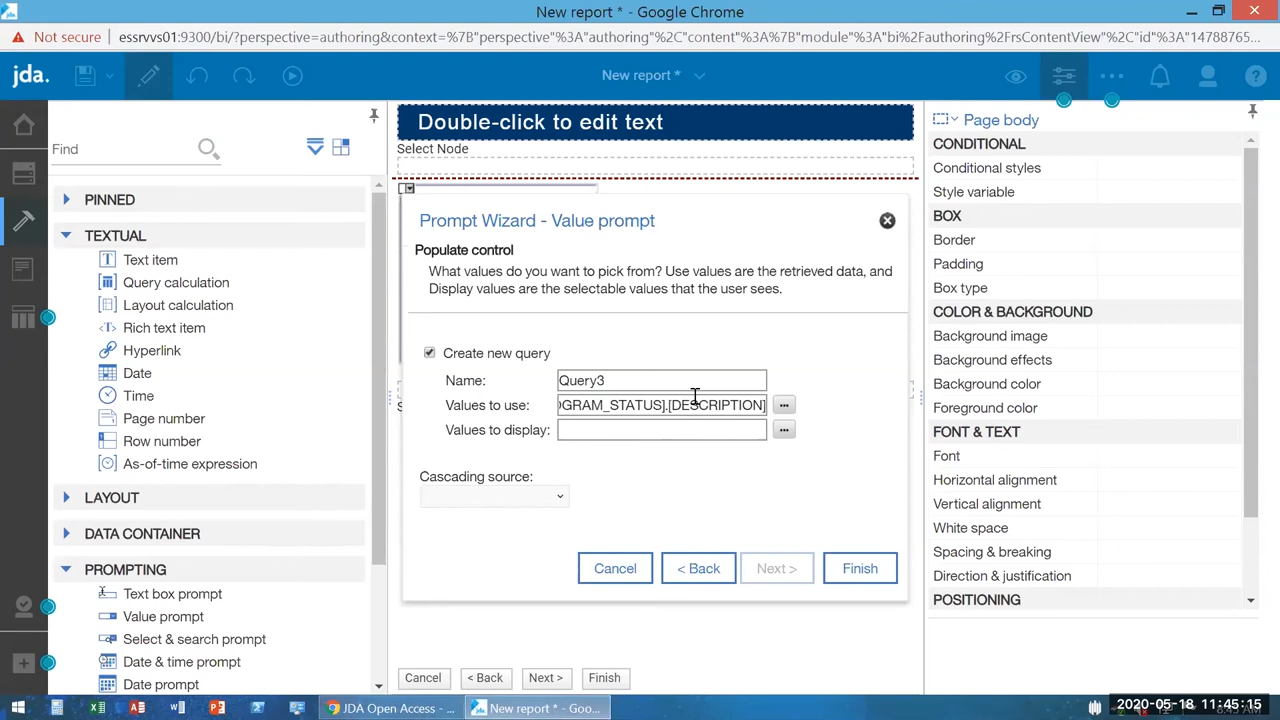 New report * - Google Chrome
Not secure
essrvvs01:9300/bi/?perspective=authoring&context=%7B"perspective"%3A"authoring"%2C"content"%3A%7B"module"%3A"bi%2Fauthoring%2FrsContentView"%2C"id"%3A"14788765...
jda.
New report *
Find
PINNED
TEXTUAL
Text item
Query calculation
Layout calculation
Rich text item
Hyperlink
Date
Time
Page number
Row number
As-of-time expression
LAYOUT
DATA CONTAINER
PROMPTING
Text box prompt
Value prompt
Select & search prompt
Date & time prompt
Date prompt
Double-click to edit text
Select Node
Prompt Wizard - Value prompt
Populate control
What values do you want to pick from? Use values are the retrieved data, and
Display values are the selectable values that the user sees.
Create new query
Name: Query3
Values to use: OGRAM_STATUS].[DESCRIPTION] ...
Values to display: ...
Cascading source:
Cancel < Back Next > Finish
Cancel < Back Next > Finish
Page body
CONDITIONAL
Conditional styles
Style variable
BOX
Border
Padding
Box type
COLOR & BACKGROUND
Background image
Background effects
Background color
Foreground color
FONT & TEXT
Font
Horizontal alignment
Vertical alignment
White space
Spacing & breaking
Direction & justification
POSITIONING
JDA Open Access - ...
New report * - Goo...
2020-05-18 11:45:15